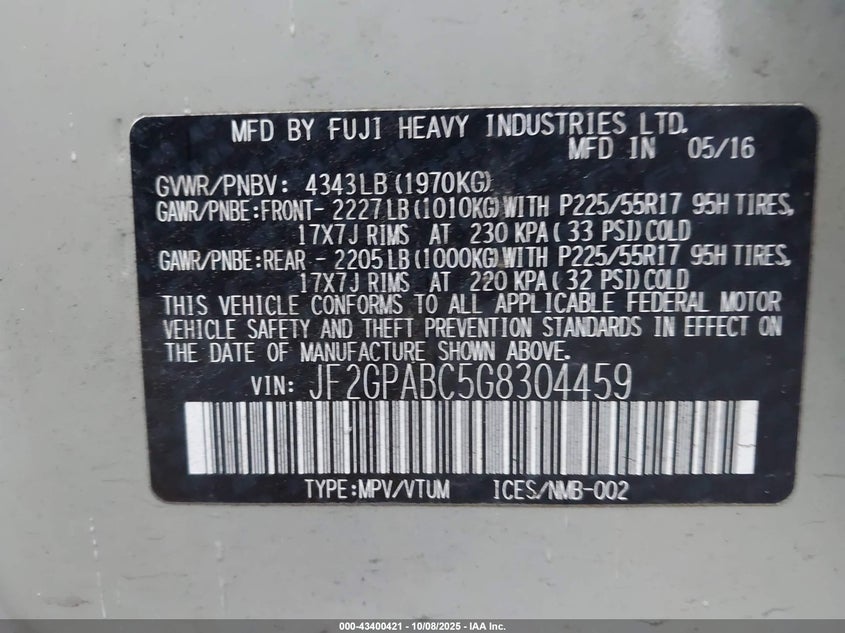 MFD BY FUJI HEAVY INDUSTRIES LTD.
MFD IN 05/16
GVWR/PNBV: 4343LB(1970KG)
GAWR/PNBE:FRONT- 2227LB(1010KG)WITH P225/55R17 95H TIRES,
17X7J RIMS AT 230 KPA(33 PSI)COLD
GAWR/PNBE:REAR - 2205LB(1000KG)WITH P225/55R17 95H TIRES,
17X7J RIMS AT 220 KPA(32 PSI)COLD
THIS VEHICLE CONFORMS TO ALL APPLICABLE FEDERAL MOTOR
VEHICLE SAFETY AND THEFT PREVENTION STANDARDS IN EFFECT ON
THE DATE OF MANUFACTURE SHOWN ABOVE.
VIN: JF2GPABC5G8304459
TYPE:MPV/VTUM ICES/NMB-002
000-43400421 - 10/08/2025 - IAA Inc.